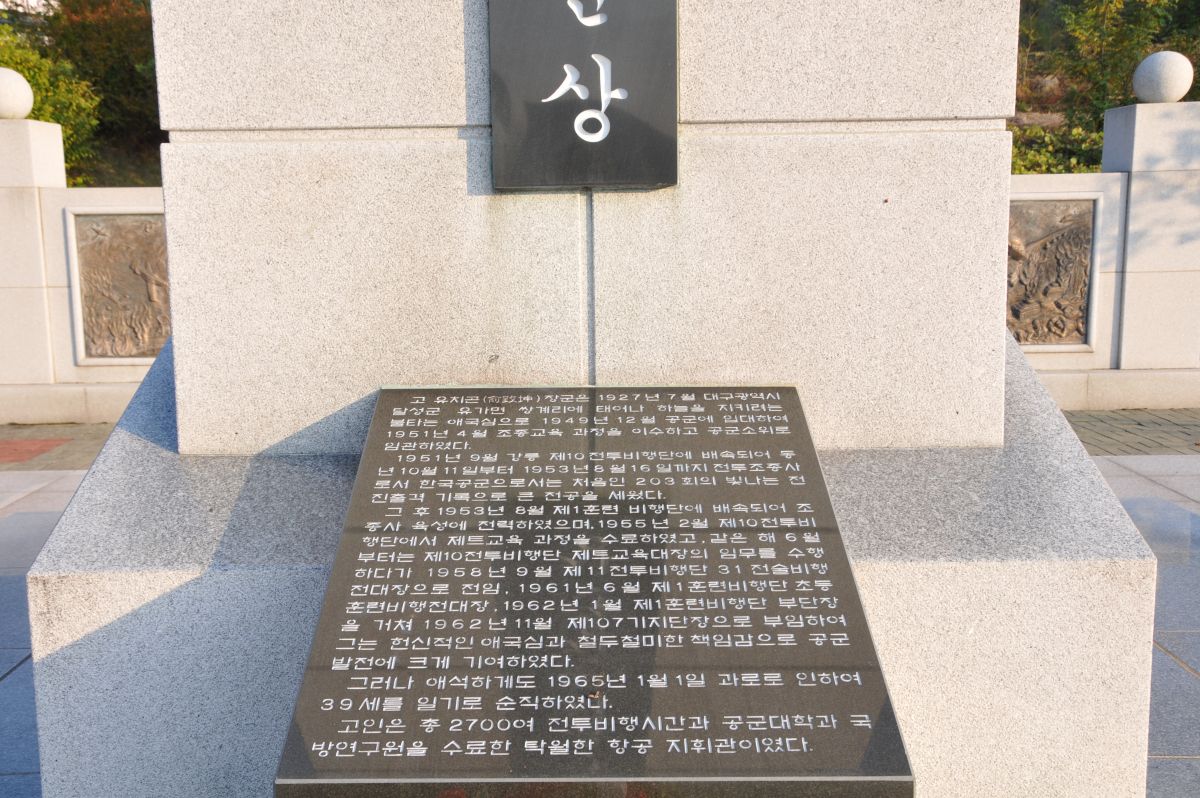 상
고 유치곤(兪致坤)장군은 1927년 7월 대구광역시
달성군 유가면 쌍계리에 태어나 하늘을 지키려는
불타는 애국심으로 1949년 12월 공군에 입대하여
1951년 4월 조종교육 과정을 이수하고 공군소위로
임관하였다.
1951년 9월 강릉 제10전투비행단에 배속되어 동
년 10월 11일부터 1953년 8월 16일까지 전투조종사
로서 한국공군으로서는 처음인 203회의 빛나는 전
진출격 기록으로 큰 전공을 세웠다.
그 후 1953년 8월 제1훈련 비행단에 배속되어 조
종사 육성에 전력하였으며, 1955년 2월 제10전투비
행단에서 제트교육 과정을 수료하였고, 같은 해 6월
부터는 제10전투비행단 제트교육대장의 임무를 수행
하다가 1958년 9월 제11전투비행단 31전술비행
전대장으로 전임, 1961년 6월 제1훈련비행단 초등
훈련비행전대장, 1962년 1월 제1훈련비행단 부단장
을 거쳐 1962년 11월 제107기지단장으로 부임하여
그는 헌신적인 애국심과 철두철미한 책임감으로 공군
발전에 크게 기여하였다.
그러나 애석하게도 1965년 1월 1일 과로로 인하여
39세를 일기로 순직하였다.
고인은 총 2700여 전투비행시간과 공군대학과 국
방연구원을 수료한 탁월한 항공 지휘관이였다.